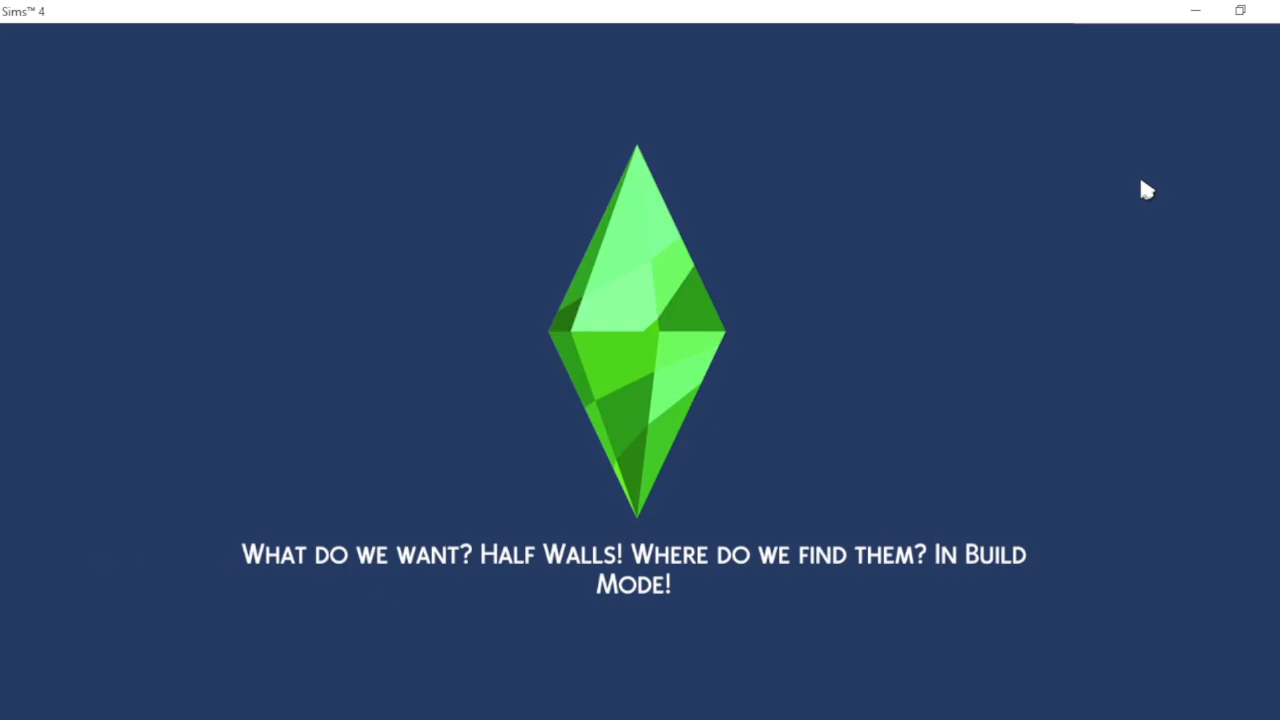 Sims™ 4
What do we want? Half Walls! Where do we find them? In Build
Mode!